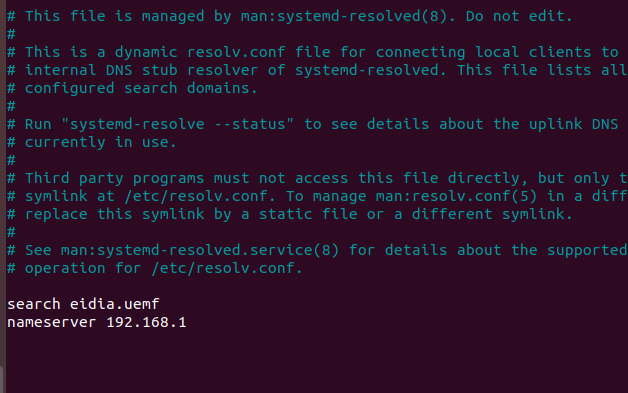 # This file is managed by man:systemd-resolved(8). Do not edit.
#
# This is a dynamic resolv.conf file for connecting local clients to
# internal DNS stub resolver of systemd-resolved. This file lists all
# configured search domains.
#
# Run "systemd-resolve --status" to see details about the uplink DNS
# currently in use.
#
# Third party programs must not access this file directly, but only t
# symlink at /etc/resolv.conf. To manage man:resolv.conf(5) in a diff
# replace this symlink by a static file or a different symlink.
#
# See man:systemd-resolved.service(8) for details about the supported
# operation for /etc/resolv.conf.
search eidia.uemf
nameserver 192.168.1